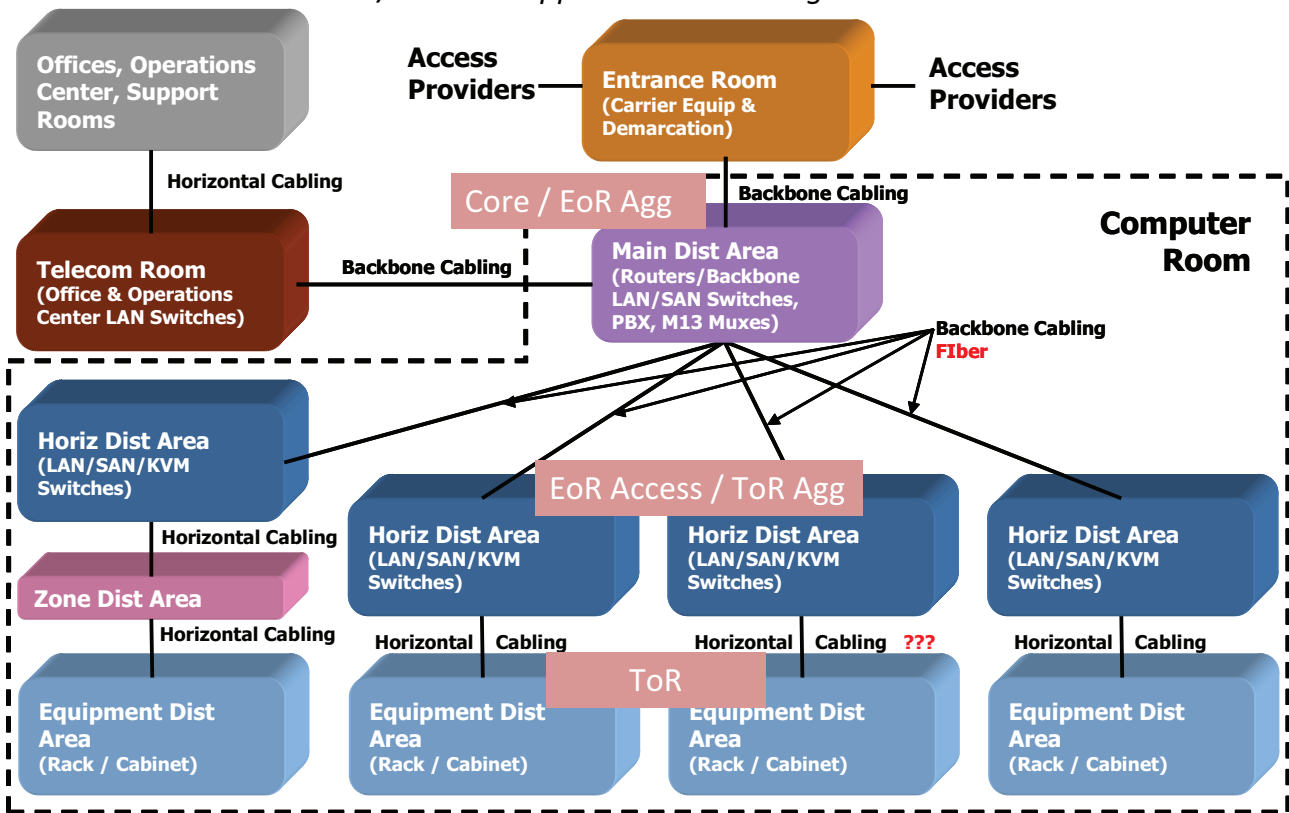 Offices, Operations
Center, Support
Rooms
Access
Providers
Entrance Room
(Carrier Equip &
Demarcation)
Access
Providers
Horizontal Cabling
Core / EoR Agg
Backbone Cabling
Computer
Room
Telecom Room
(Office & Operations
Center LAN Switches)
Backbone Cabling
Main Dist Area
(Routers/Backbone
LAN/SAN Switches,
PBX, M13 Muxes)
Backbone Cabling
FIber
Horiz Dist Area
(LAN/SAN/KVM
Switches)
EoR Access / ToR Agg
Horiz Dist Area
(LAN/SAN/KVM
Switches)
Horiz Dist Area
(LAN/SAN/KVM
Switches)
Horiz Dist Area
(LAN/SAN/KVM
Switches)
Horizontal Cabling
Zone Dist Area
Horizontal Cabling
Horizontal Cabling
Horizontal Cabling ???
Horizontal Cabling
ToR
Equipment Dist
Area
(Rack / Cabinet)
Equipment Dist
Area
(Rack / Cabinet)
Equipment Dist
Area
(Rack / Cabinet)
Equipment Dist
Area
(Rack / Cabinet)